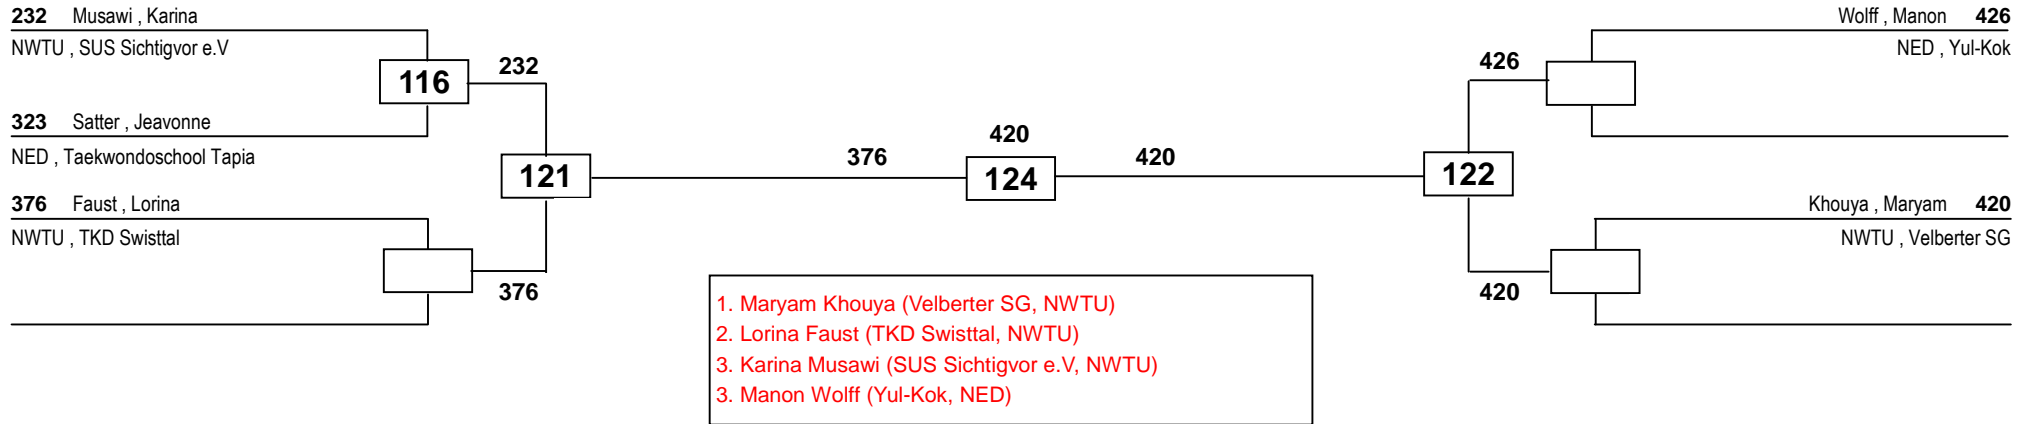 232 Musawi , Karina
NWTU , SUS Sichtigvor e.V
116
232
323 Satter , Jeavonne
NED , Taekwondoschool Tapia
121
376 Faust , Lorina
NWTU , TKD Swisttal
376
376
420
124
420
Wolff , Manon 426
NED , Yul-Kok
426
122
Khouya , Maryam 420
NWTU , Velberter SG
420
1. Maryam Khouya (Velberter SG, NWTU)
2. Lorina Faust (TKD Swisttal, NWTU)
3. Karina Musawi (SUS Sichtigvor e.V, NWTU)
3. Manon Wolff (Yul-Kok, NED)